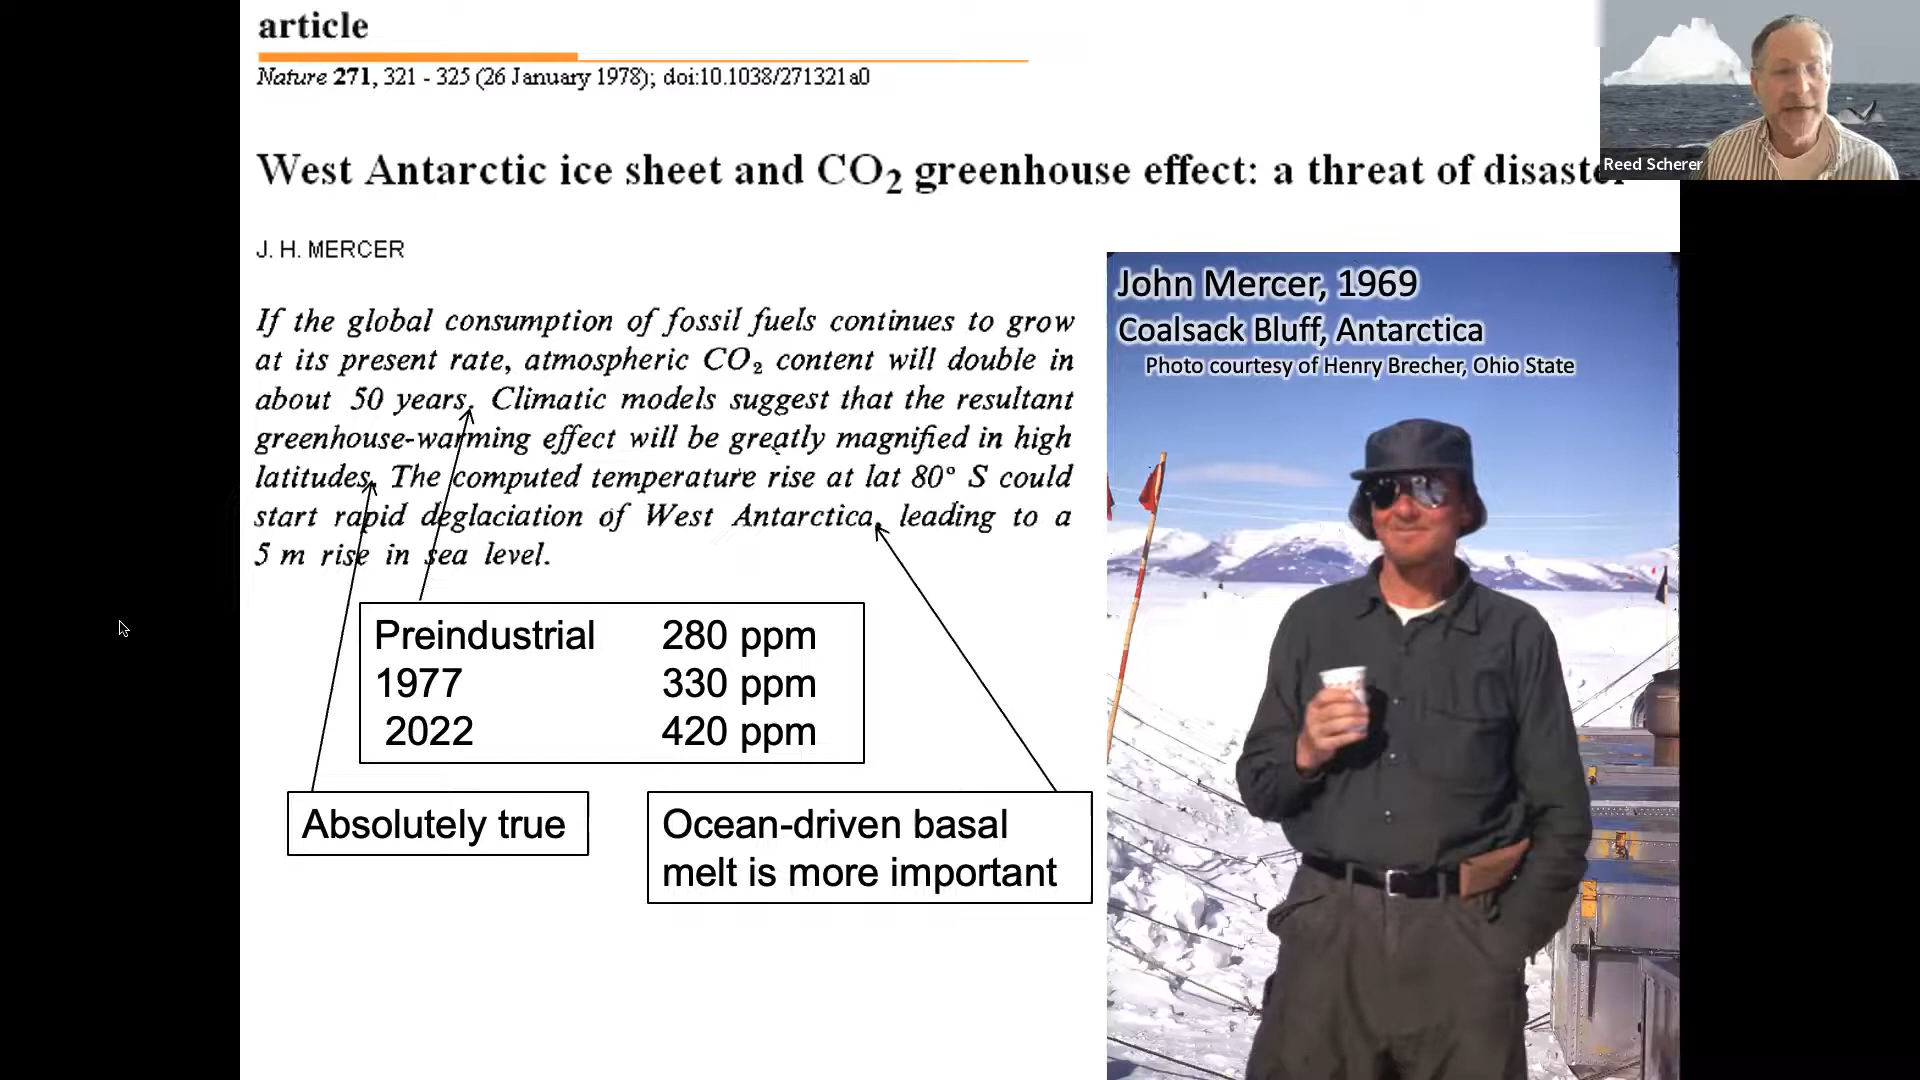 article
Nature 271, 321 - 325 (26 January 1978); doi:10.1038/271321a0
West Antarctic ice sheet and CO₂ greenhouse effect: a threat of disaster
Reed Scherer
J. H. MERCER
If the global consumption of fossil fuels continues to grow
at its present rate, atmospheric CO₂ content will double in
about 50 years. Climatic models suggest that the resultant
greenhouse-warming effect will be greatly magnified in high
latitudes. The computed temperature rise at lat 80° S could
start rapid deglaciation of West Antarctica, leading to a
5 m rise in sea level.
Preindustrial 280 ppm
1977 330 ppm
2022 420 ppm
Absolutely true
Ocean-driven basal
melt is more important
John Mercer, 1969
Coalsack Bluff, Antarctica
Photo courtesy of Henry Brecher, Ohio State